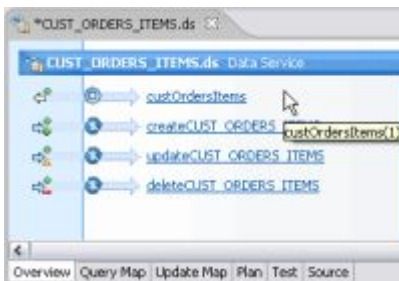 *CUST_ORDERS_ITEMS.ds
CUST_ORDERS_ITEMS.ds Data Service
custOrdersItems
createCUST_ORDERS_ITEMS
custOrdersItems(1)
updateCUST_ORDERS_ITEMS
deleteCUST_ORDERS_ITEMS
Overview Query Map Update Map Plan Test Source